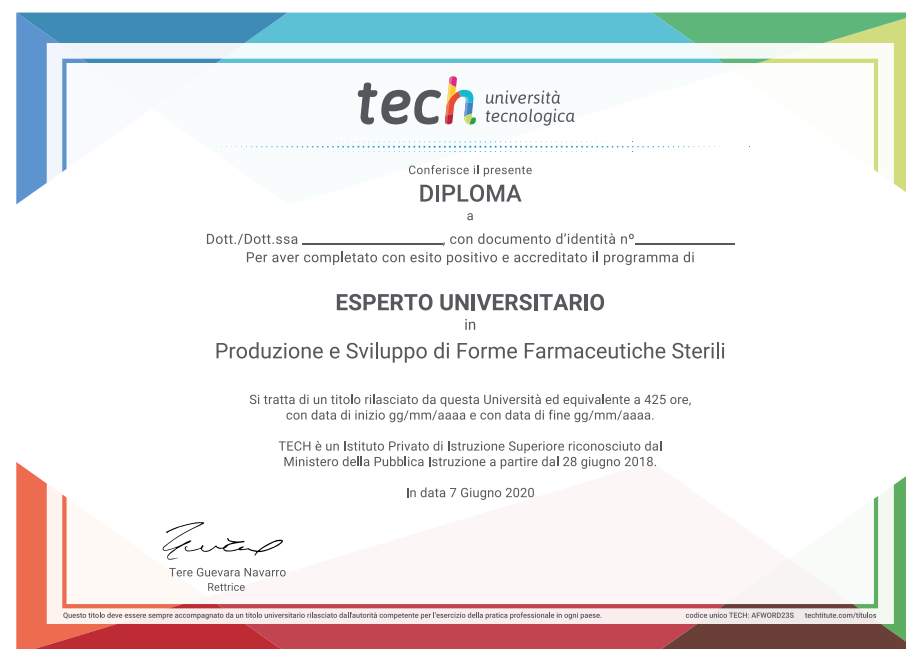 tech università
tecnologica
Conferisce il presente
DIPLOMA
a
Dott./Dott.ssa ____________________, con documento d'identità nº______________
Per aver completato con esito positivo e accreditato il programma di
ESPERTO UNIVERSITARIO
in
Produzione e Sviluppo di Forme Farmaceutiche Sterili
Si tratta di un titolo rilasciato da questa Università ed equivalente a 425 ore,
con data di inizio gg/mm/aaaa e con data di fine gg/mm/aaaa.
TECH è un Istituto Privato di Istruzione Superiore riconosciuto dal
Ministero della Pubblica Istruzione a partire dal 28 giugno 2018.
In data 7 Giugno 2020
Tere Guevara Navarro
Rettrice
Questo titolo deve essere sempre accompagnato da un titolo universitario rilasciato dall'autorità competente per l'esercizio della pratica professionale in ogni paese. codice unico TECH: AFWORD23S techtitute.com/titulos